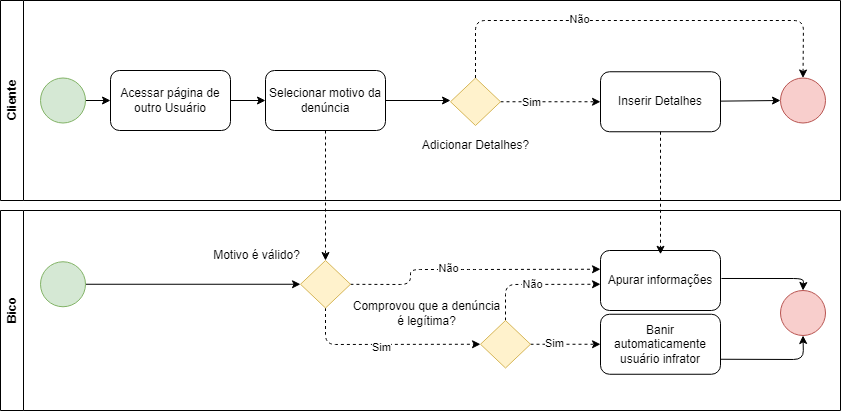 Cliente
Acessar página de
outro Usuário
Selecionar motivo da
denúncia
Adicionar Detalhes?
Não
Sim
Inserir Detalhes
Bico
Motivo é válido?
Não
Sim
Comprovou que a denúncia
é legítima?
Não
Sim
Apurar informações
Banir
automaticamente
usuário infrator